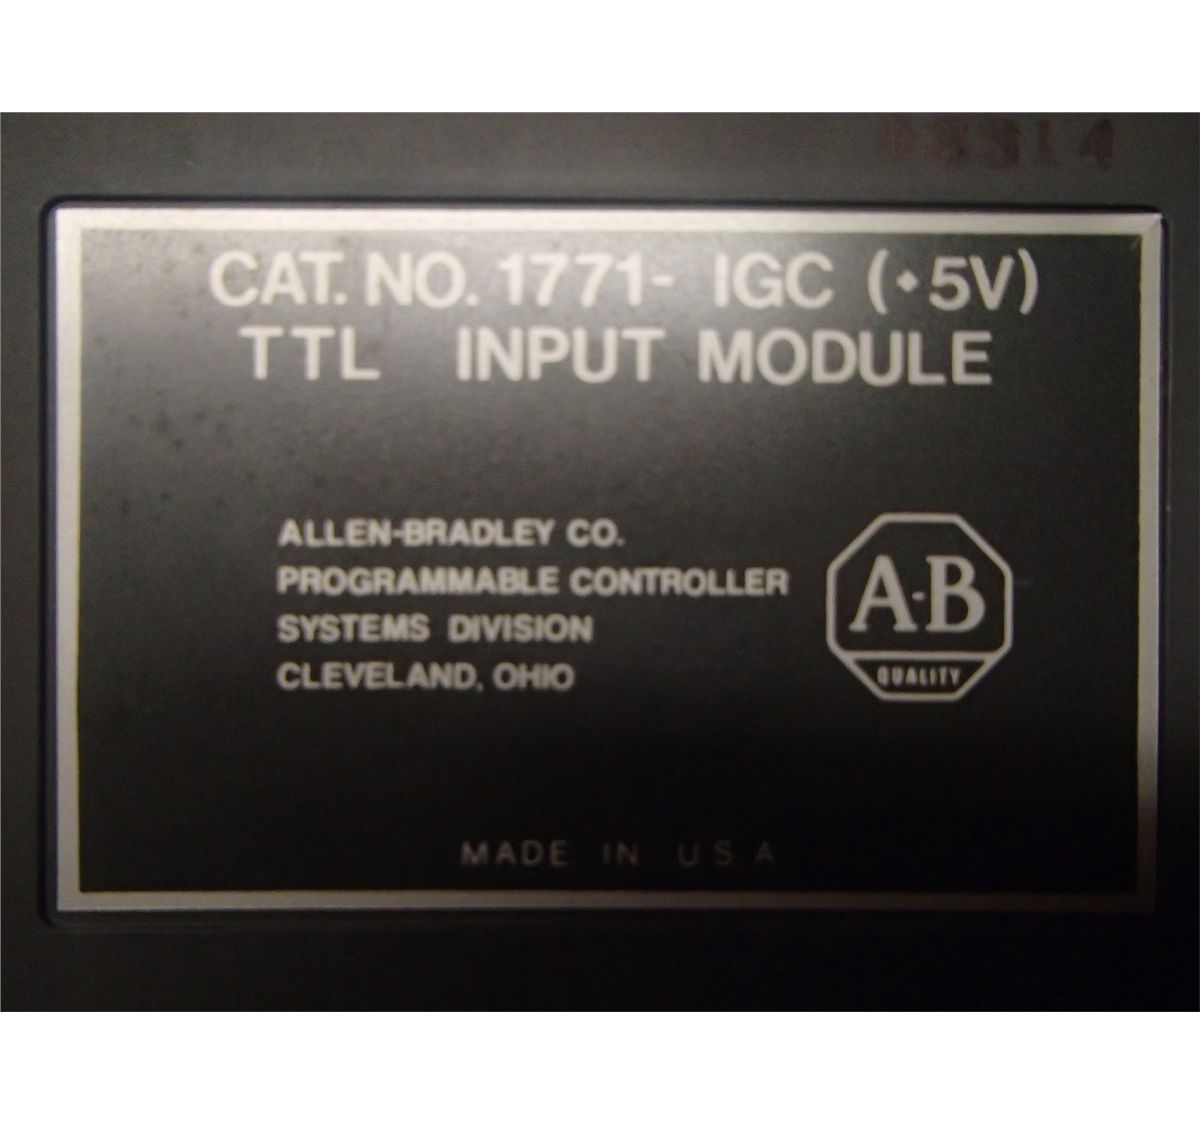 03314
CAT. NO. 1771- IGC (+5V)
TTL INPUT MODULE
ALLEN-BRADLEY CO.
PROGRAMMABLE CONTROLLER
SYSTEMS DIVISION
CLEVELAND, OHIO
A-B
QUALITY
MADE IN U S A